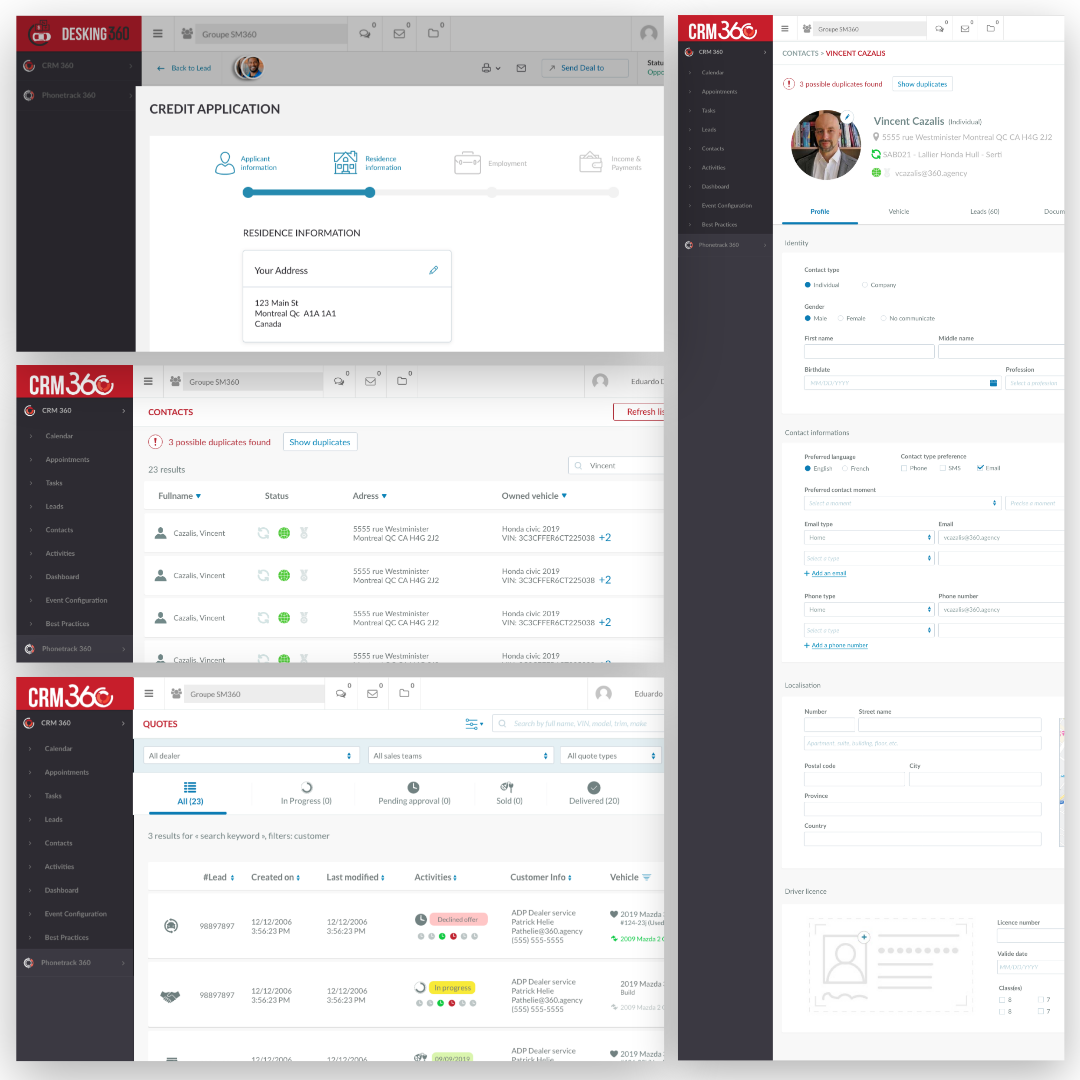 DESKING360
Groupe SM360
0
0
0
CRM 360
Phonetrack 360
Back to Lead
Send Deal to
CREDIT APPLICATION
Applicant
information
Residence
information
Employment
Income &
Payments
RESIDENCE INFORMATION
Your Address
123 Main St
Montreal Qc A1A 1A1
Canada
CRM360
Groupe SM360
0
0
0
CRM 360
Calendar
Appointments
Tasks
Leads
Contacts
Activities
Dashboard
Event Configuration
Best Practices
Phonetrack 360
CONTACTS
Refresh
! 3 possible duplicates found
Show duplicates
23 results
Vincent
Fullname
Status
Adress
Owned vehicle
Cazalis, Vincent
5555 rue Westminister
Montreal QC CA H4G 2J2
Honda civic 2019
VIN: 3C3CFFER6CT225038 +2
Cazalis, Vincent
5555 rue Westminister
Montreal QC CA H4G 2J2
Honda civic 2019
VIN: 3C3CFFER6CT225038 +2
Cazalis, Vincent
5555 rue Westminister
Montreal QC CA H4G 2J2
Honda civic 2019
VIN: 3C3CFFER6CT225038 +2
Cazalis, Vincent
5555 rue Westminister
Honda civic 2019
CRM360
Groupe SM360
0
0
0
Eduardo
CRM 360
Calendar
Appointments
Tasks
Leads
Contacts
Activities
Dashboard
Event Configuration
Best Practices
Phonetrack 360
QUOTES
Search by full name, VIN, model, trim, make
All dealer
All sales teams
All quote types
All (23)
In Progress (0)
Pending approval (0)
Sold (0)
Delivered (20)
3 results for « search keyword », filters: customer
#Lead
Created on
Last modified
Activities
Customer Info
Vehicle
98897897
12/12/2006
3:56:23 PM
12/12/2006
3:56:23 PM
Declined offer
ADP Dealer service
Patrick Helie
Pathelie@360.agency
(555) 555-5555
2019 Mazda
#124-23j (Used
2009 Mazda 2
98897897
12/12/2006
3:56:23 PM
12/12/2006
3:56:23 PM
In progress
ADP Dealer service
Patrick Helie
Pathelie@360.agency
(555) 555-5555
2019 Mazda
Build
2009 Mazda 2
12/12/2006
12/12/2006
09/09/2019
ADP Dealer service
Patrick Helie
2019 Mazda
CRM360
Groupe SM360
0
0
0
CRM 360
Calendar
Appointments
Tasks
Leads
Contacts
Activities
Dashboard
Event Configuration
Best Practices
Phonetrack 360
CONTACTS > VINCENT CAZALIS
! 3 possible duplicates found
Show duplicates
Vincent Cazalis (Individual)
5555 rue Westminister Montreal QC CA H4G 2J2
SAB021 - Lallier Honda Hull - Serti
vcazalis@360.agency
Profile
Vehicle
Leads (60)
Docum
Identity
Contact type
Individual
Company
Gender
Male
Female
No communicate
First name
Middle name
Birthdate
Profession
MM/DD/YYYY
Select a profession
Contact informations
Preferred language
Contact type preference
English
French
Phone
SMS
Email
Preferred contact moment
Select a moment
Precise a moment
Email type
Email
Home
vcazalis@360.agency
Select a type
+ Add an email
Phone type
Phone number
Home
vcazalis@360.agency
Select a type
+ Add a phone number
Localisation
Number
Street name
Apartment, suite, building, floor, etc.
Postal code
City
Province
Country
Driver licence
Licence number
Valide date
MM/DD/YYYY
Class(es)
8
7
8
7